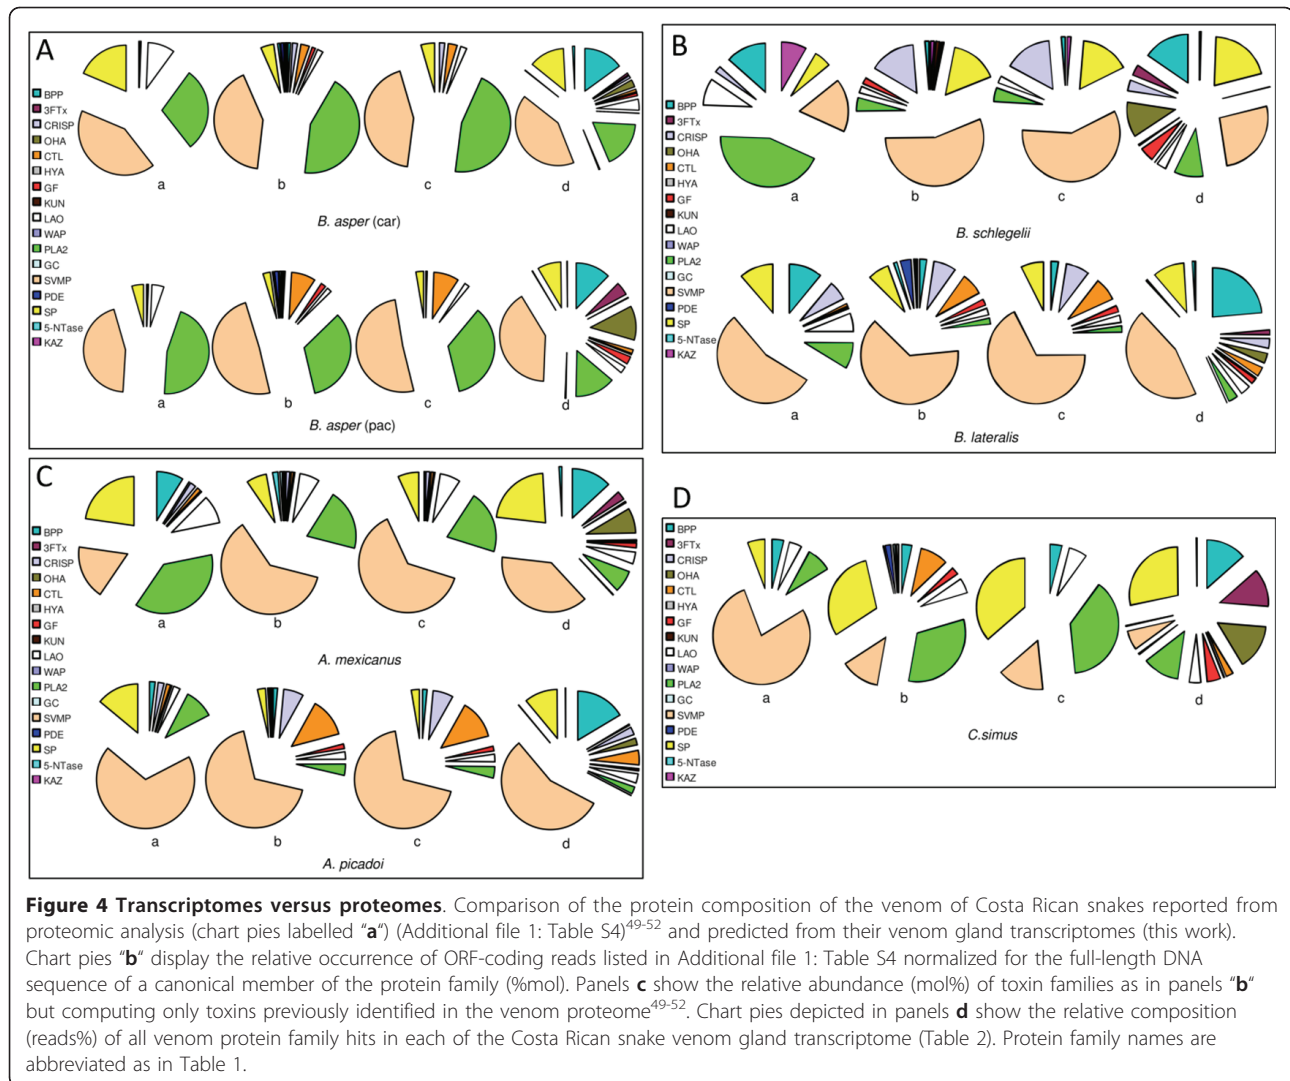 A
BPP
3FTx
CRISP
OHA
CTL
HYA
GF
KUN
LAO
WAP
PLA2
GC
SVMP
PDE
SP
5-NTase
KAZ
a
b
c
d
B. asper (car)
a
b
c
d
B. asper (pac)
B
BPP
3FTx
CRISP
OHA
CTL
HYA
GF
KUN
LAO
WAP
PLA2
GC
SVMP
PDE
SP
5-NTase
KAZ
a
b
c
d
B. schlegelii
a
b
c
d
B. lateralis
C
BPP
3FTx
CRISP
OHA
CTL
HYA
GF
KUN
LAO
WAP
PLA2
GC
SVMP
PDE
SP
5-NTase
KAZ
a
b
c
d
A. mexicanus
a
b
c
d
A. picadoi
D
BPP
3FTx
CRISP
OHA
CTL
HYA
GF
KUN
LAO
WAP
PLA2
GC
SVMP
PDE
SP
5-NTase
KAZ
a
b
c
d
C.simus
Figure 4 Transcriptomes versus proteomes. Comparison of the protein composition of the venom of Costa Rican snakes reported from
proteomic analysis (chart pies labelled "a") (Additional file 1: Table S4)49-52 and predicted from their venom gland transcriptomes (this work).
Chart pies "b" display the relative occurrence of ORF-coding reads listed in Additional file 1: Table S4 normalized for the full-length DNA
sequence of a canonical member of the protein family (%mol). Panels c show the relative abundance (mol%) of toxin families as in panels "b"
but computing only toxins previously identified in the venom proteome49-52. Chart pies depicted in panels d show the relative composition
(reads%) of all venom protein family hits in each of the Costa Rican snake venom gland transcriptome (Table 2). Protein family names are
abbreviated as in Table 1.